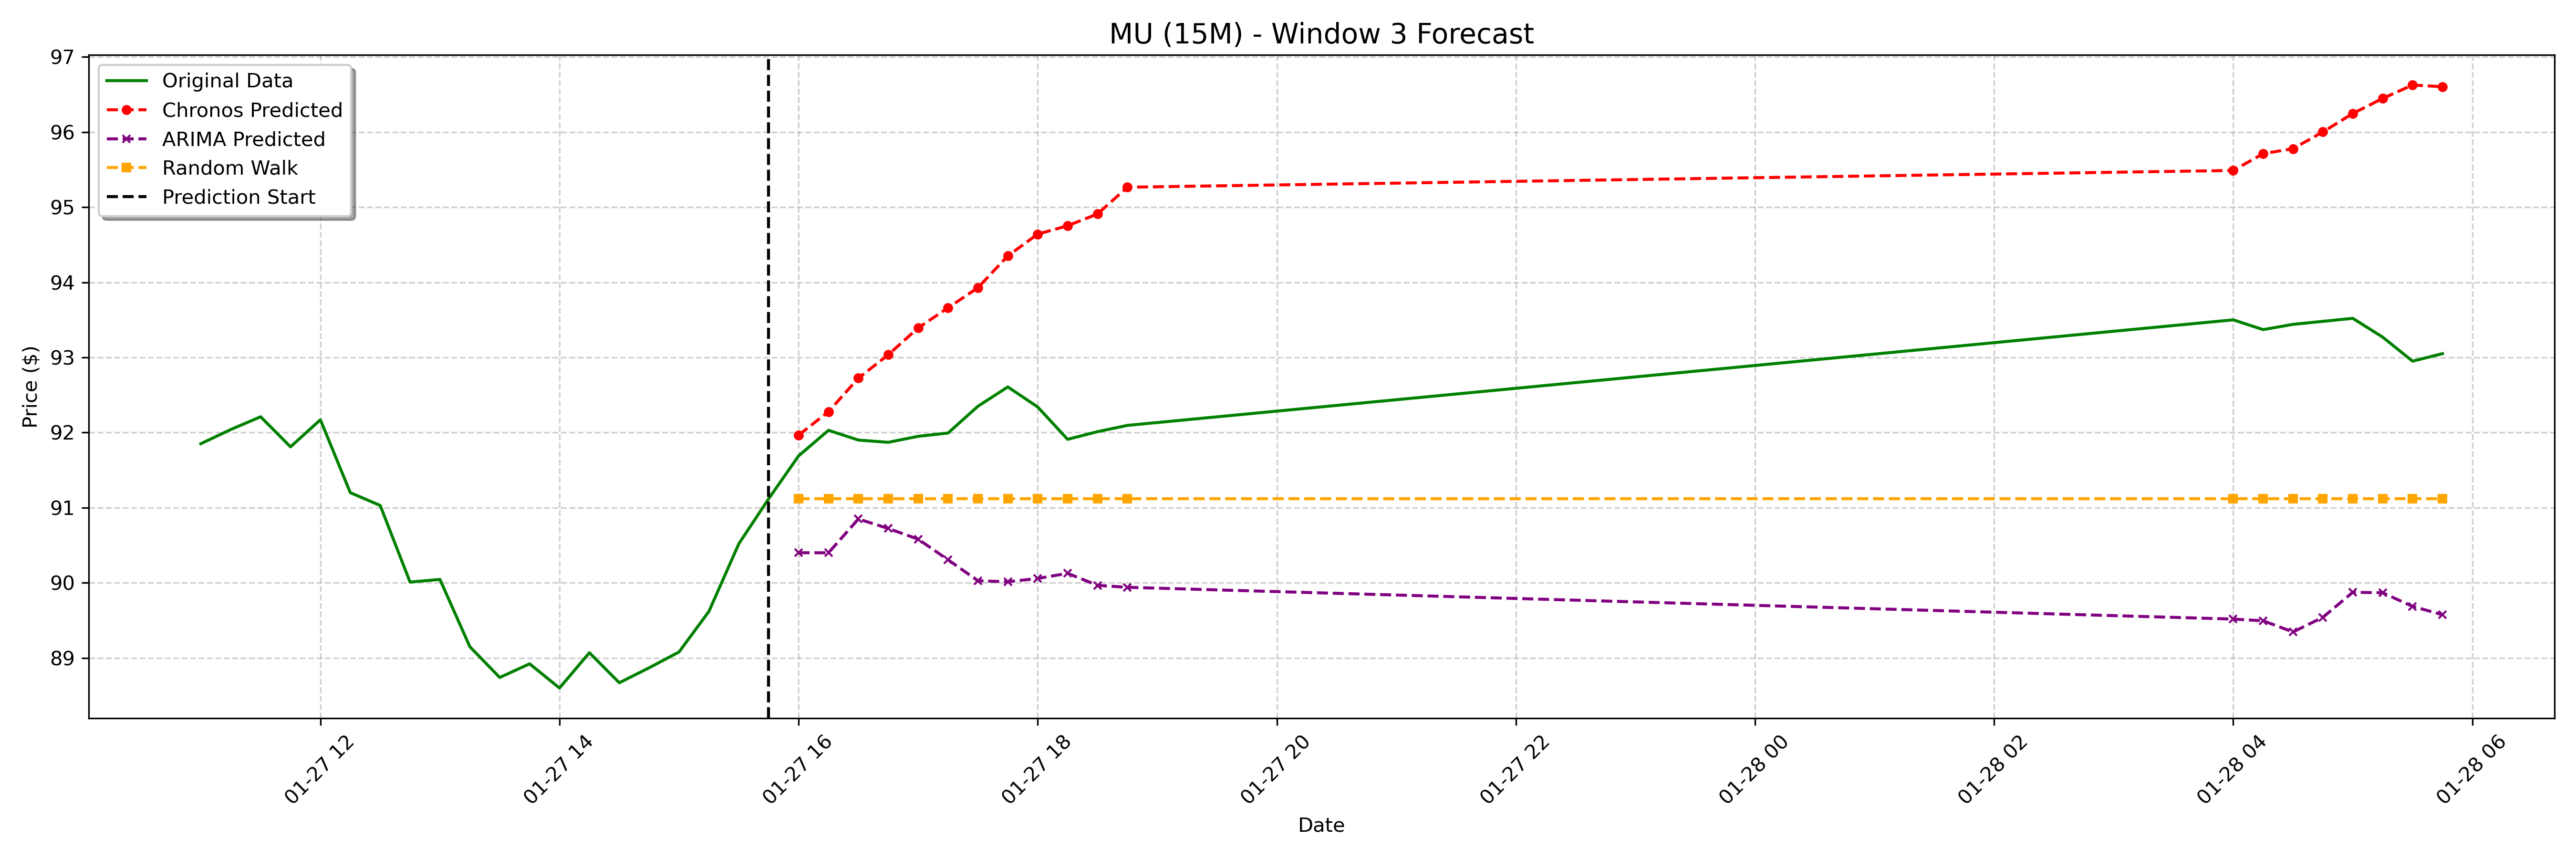 MU (15M) - Window 3 Forecast
Original Data
Chronos Predicted
ARIMA Predicted
Random Walk
Prediction Start
Price ($)
97
96
95
94
93
92
91
90
89
01-27 12
01-27 14
01-27 16
01-27 18
01-27 20
01-27 22
01-28 00
01-28 02
01-28 04
01-28 06
Date